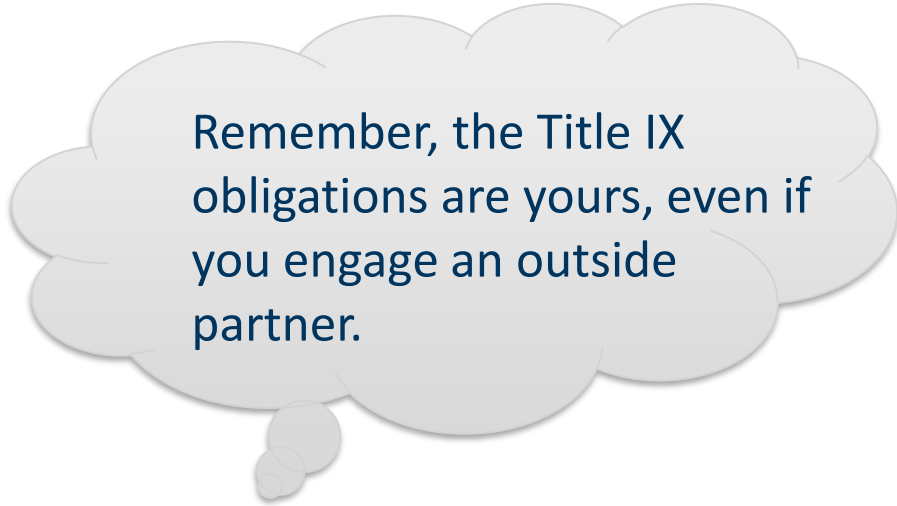 Remember, the Title IX
obligations are yours, even if
you engage an outside
partner.